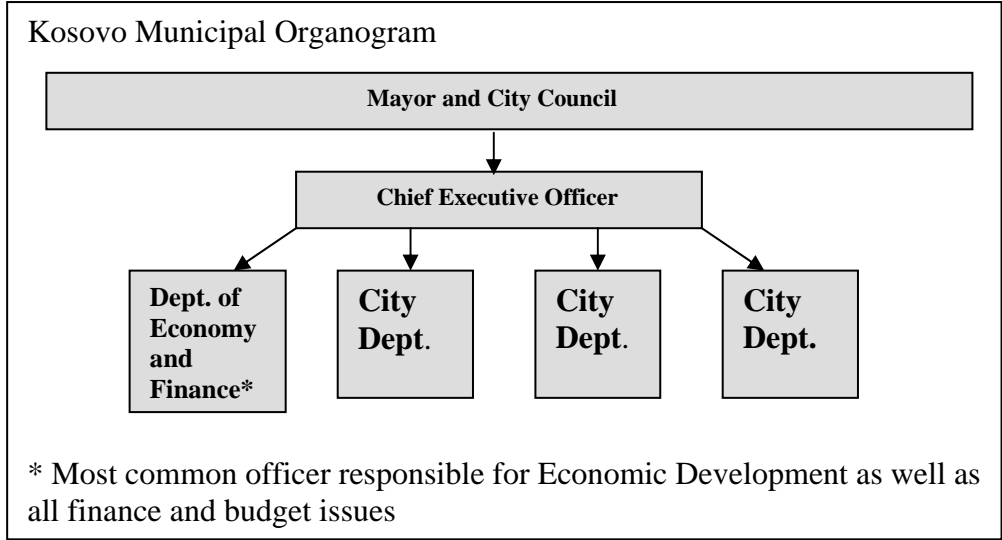 Kosovo Municipal Organogram
Mayor and City Council
Chief Executive Officer
Dept. of
Economy
and
Finance*
City
Dept.
City
Dept.
City
Dept.
* Most common officer responsible for Economic Development as well as
all finance and budget issues